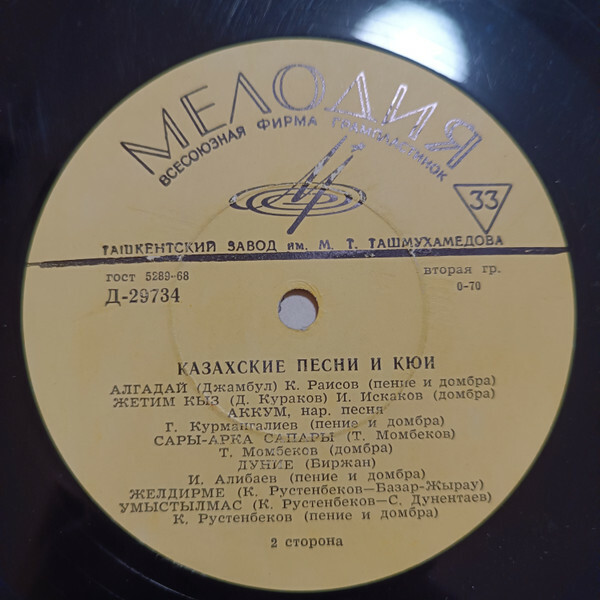 МЕЛОДИЯ
ВСЕСОЮЗНАЯ ФИРМА ГРАМПЛАСТИНОК
33
ТАШКЕНТСКИЙ ЗАВОД им. М. Т. ТАШМУХАМЕДОВА
гост 5289-68
вторая гр.
Д-29734
0-70
КАЗАХСКИЕ ПЕСНИ И КЮИ
АЛГАДАЙ (Джамбул) К. Раисов (пение и домбра)
ЖЕТИМ КЫЗ (Д. Кураков) И. Искаков (домбра)
АККУМ, нар. песня
Г. Курмангалиев (пение и домбра)
САРЫ-АРКА САПАРЫ (Т. Момбеков)
Т. Момбеков (домбра)
ДУНИЕ (Биржан)
И. Алибаев (пение и домбра)
ЖЕЛДИРМЕ (К. Рустенбеков—Базар-Жырау)
УМЫСТЫЛМАС (К. Рустенбеков—С. Дунентаев)
К. Рустенбеков (пение и домбра)
2 сторона